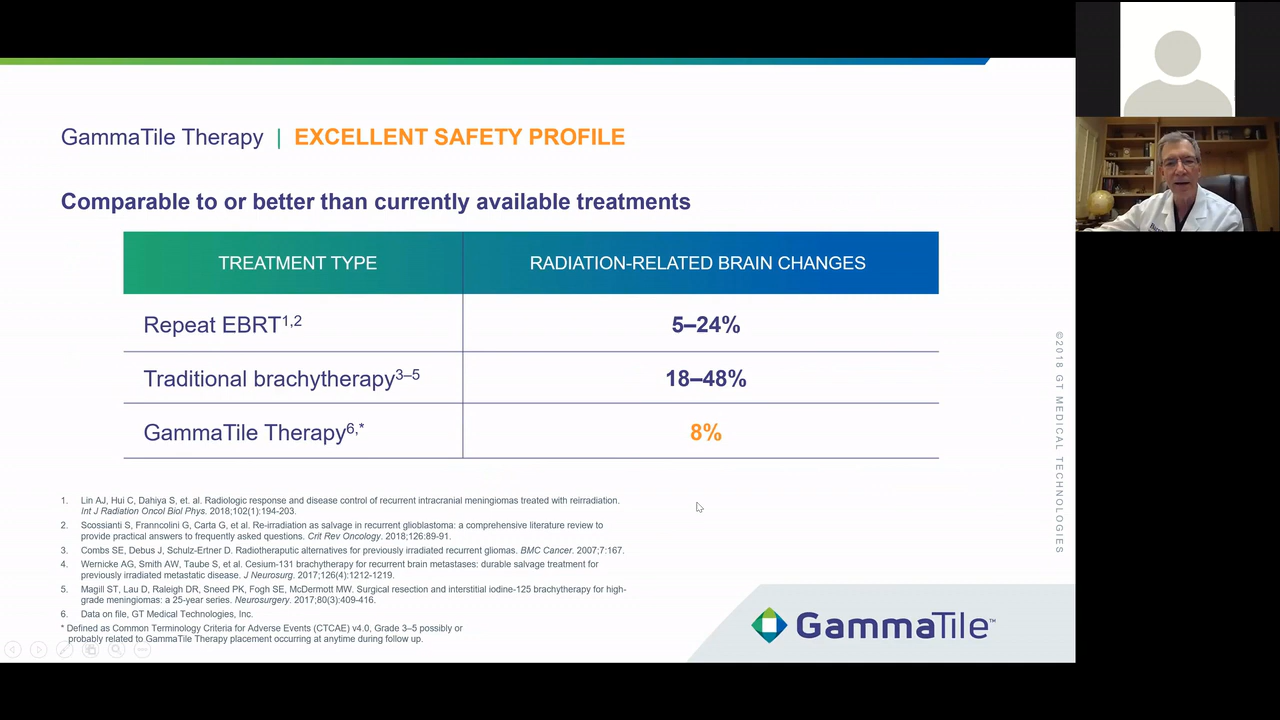 GammaTile Therapy | EXCELLENT SAFETY PROFILE
Comparable to or better than currently available treatments
TREATMENT TYPE RADIATION-RELATED BRAIN CHANGES
Repeat EBRT1,2 5–24%
Traditional brachytherapy3–5 18–48%
GammaTile Therapy6,* 8%
1. Lin AJ, Hui C, Dahiya S, et. al. Radiologic response and disease control of recurrent intracranial meningiomas treated with reirradiation.
Int J Radiation Oncol Biol Phys. 2018;102(1):194-203.
2. Scossianti S, Franncolini G, Carta G, et al. Re-irradiation as salvage in recurrent glioblastoma: a comprehensive literature review to
provide practical answers to frequently asked questions. Crit Rev Oncology. 2018;126:89-91.
3. Combs SE, Debus J, Schulz-Ertner D. Radiotheraputic alternatives for previously irradiated recurrent gliomas. BMC Cancer. 2007;7:167.
4. Wernicke AG, Smith AW, Taube S, et al. Cesium-131 brachytherapy for recurrent brain metastases: durable salvage treatment for
previously irradiated metastatic disease. J Neurosurg. 2017;126(4):1212-1219.
5. Magill ST, Lau D, Raleigh DR, Sneed PK, Fogh SE, McDermott MW. Surgical resection and interstitial iodine-125 brachytherapy for high-
grade meningiomas: a 25-year series. Neurosurgery. 2017;80(3):409-416.
6. Data on file, GT Medical Technologies, Inc.
* Defined as Common Terminology Criteria for Adverse Events (CTCAE) v4.0, Grade 3–5 possibly or
probably related to GammaTile Therapy placement occurring at anytime during follow up.
GammaTile™
©2018 GT MEDICAL TECHNOLOGIES